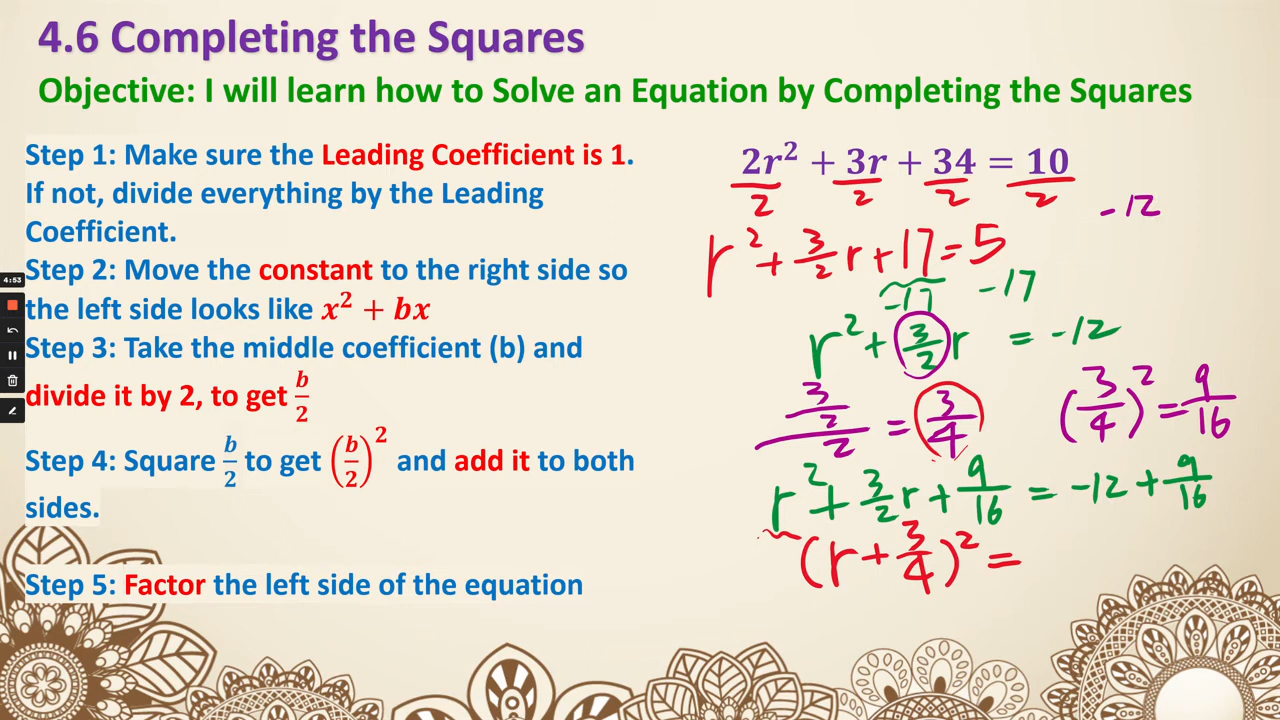 4.6 Completing the Squares
Objective: I will learn how to Solve an Equation by Completing the Squares
Step 1: Make sure the Leading Coefficient is 1.
If not, divide everything by the Leading
Coefficient.
Step 2: Move the constant to the right side so
the left side looks like x² + bx
Step 3: Take the middle coefficient (b) and
divide it by 2, to get b/2
Step 4: Square b/2 to get (b/2)² and add it to both
sides.
Step 5: Factor the left side of the equation
4:53
2r² + 3r + 34 = 10
2 2 2 2
-12
r² + 3/2 r + 17 = 5
-17 -17
r² + 3/2 r = -12
3/2/2 = 3/4 (3/4)² = 9/16
r² + 3/2 r + 9/16 = -12 + 9/16
(r + 3/4)² =